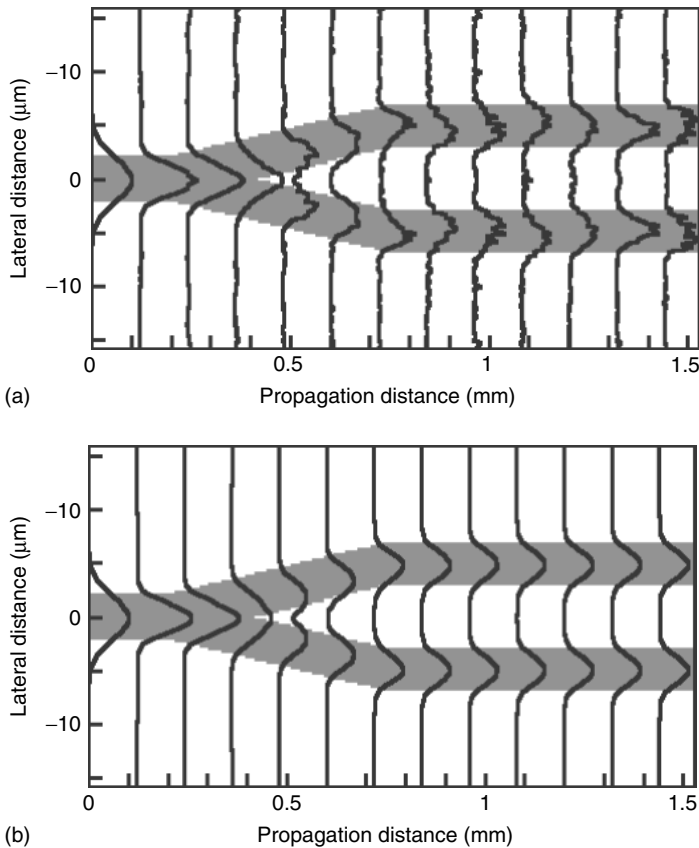 −10
0
−10
Lateral distance (μm)
0 0.5 1 1.5
(a) Propagation distance (mm)
−10
0
−10
Lateral distance (μm)
0 0.5 1 1.5
(b) Propagation distance (mm)